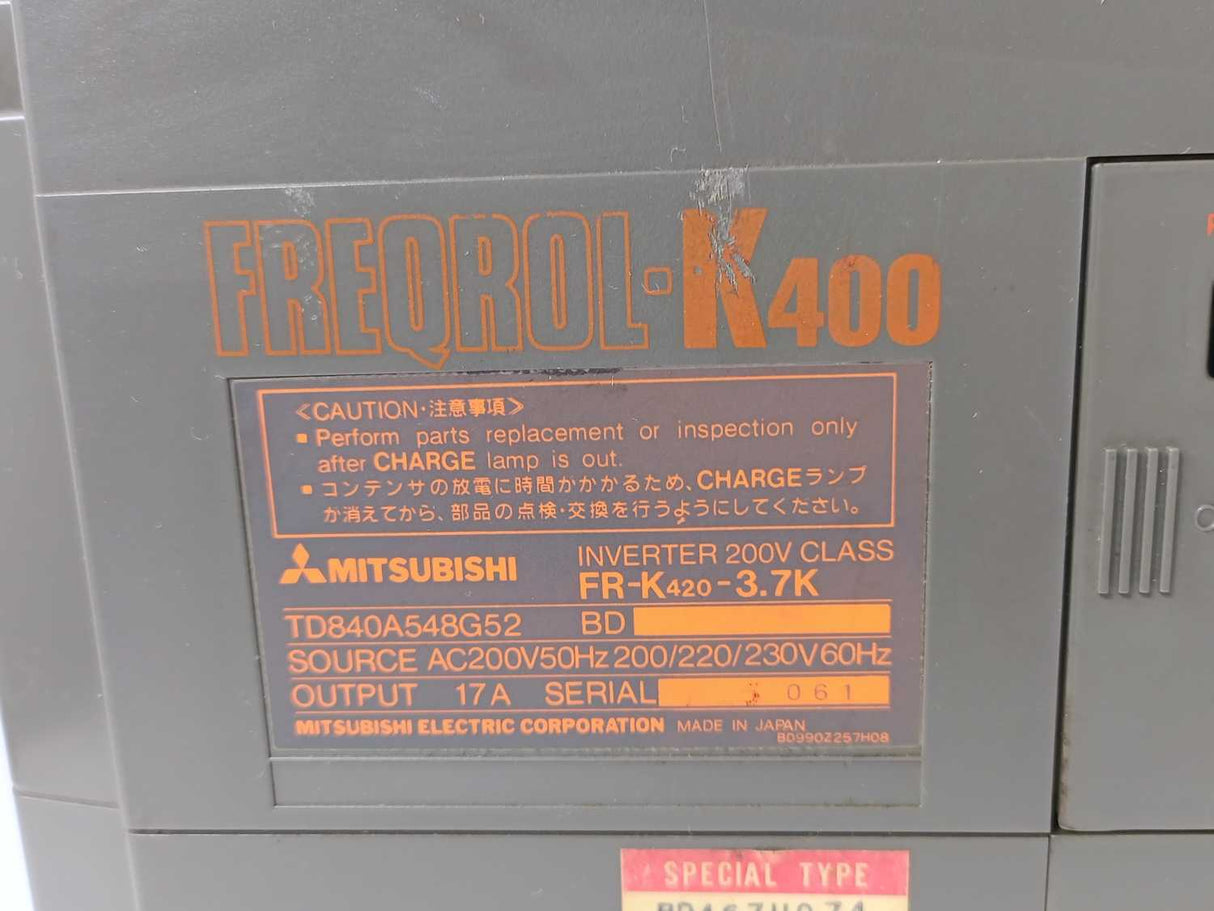 FREQROL-K400
<CAUTION・注意事項>
▪ Perform parts replacement or inspection only
after CHARGE lamp is out.
▪ コンデンサの放電に時間がかかるため、CHARGEランプ
が消えてから、部品の点検・交換を行うようにしてください。
MITSUBISHI
INVERTER 200V CLASS
FR-K420-3.7K
TD840A548G52 BD
SOURCE AC200V50Hz 200/220/230V60Hz
OUTPUT 17A SERIAL 061
MITSUBISHI ELECTRIC CORPORATION MADE IN JAPAN
BD990Z257H08
SPECIAL TYPE